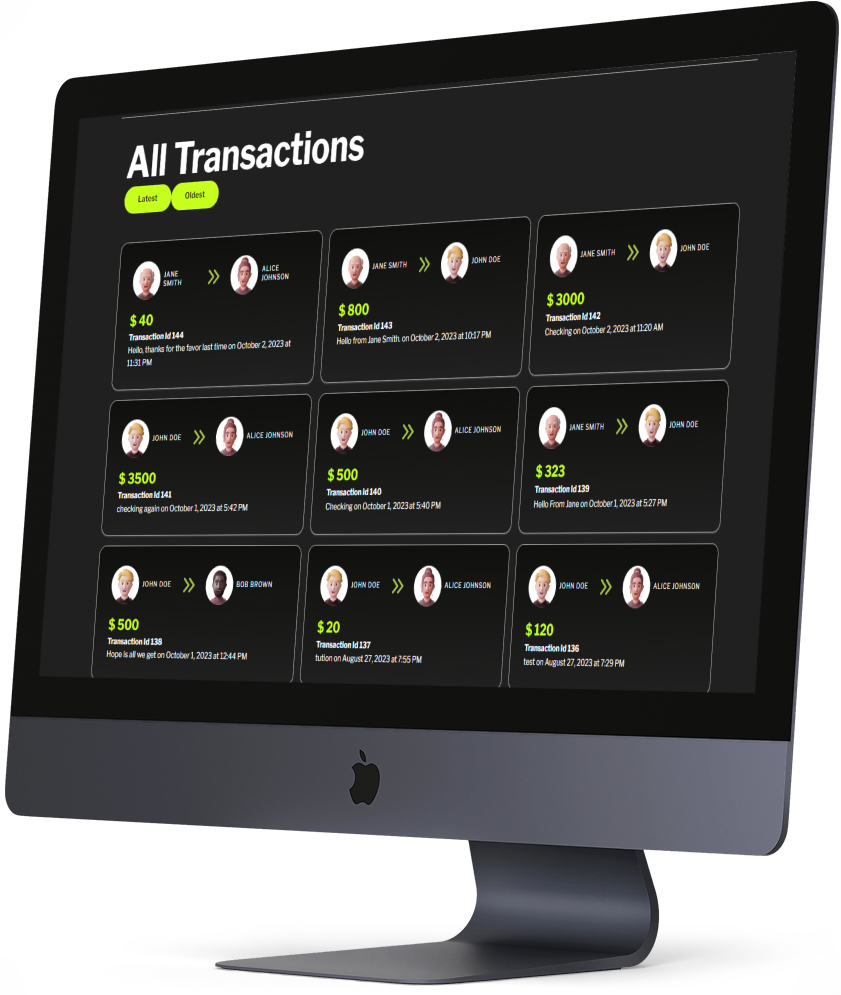 All Transactions
Latest
Oldest
JANE
SMITH
ALICE
JOHNSON
$ 40
Transaction Id 144
Hello, thanks for the favor last time on October 2, 2023 at
11:31 PM
JANE SMITH
JOHN DOE
$ 800
Transaction Id 143
Hello from Jane Smith. on October 2, 2023 at 10:17 PM
JANE SMITH
JOHN DOE
$ 3000
Transaction Id 142
Checking on October 2, 2023 at 11:20 AM
JOHN DOE
ALICE JOHNSON
$ 3500
Transaction Id 141
checking again on October 1, 2023 at 5:42 PM
JOHN DOE
ALICE JOHNSON
$ 500
Transaction Id 140
Checking on October 1, 2023 at 5:40 PM
JANE SMITH
JOHN DOE
$ 323
Transaction Id 139
Hello From Jane on October 1, 2023 at 5:27 PM
JOHN DOE
BOB BROWN
$ 500
Transaction Id 138
Hope is all we get on October 1, 2023 at 12:44 PM
JOHN DOE
ALICE JOHNSON
$ 20
Transaction Id 137
tution on August 27, 2023 at 7:55 PM
JOHN DOE
ALICE JOHNSON
$ 120
Transaction Id 136
test on August 27, 2023 at 7:29 PM